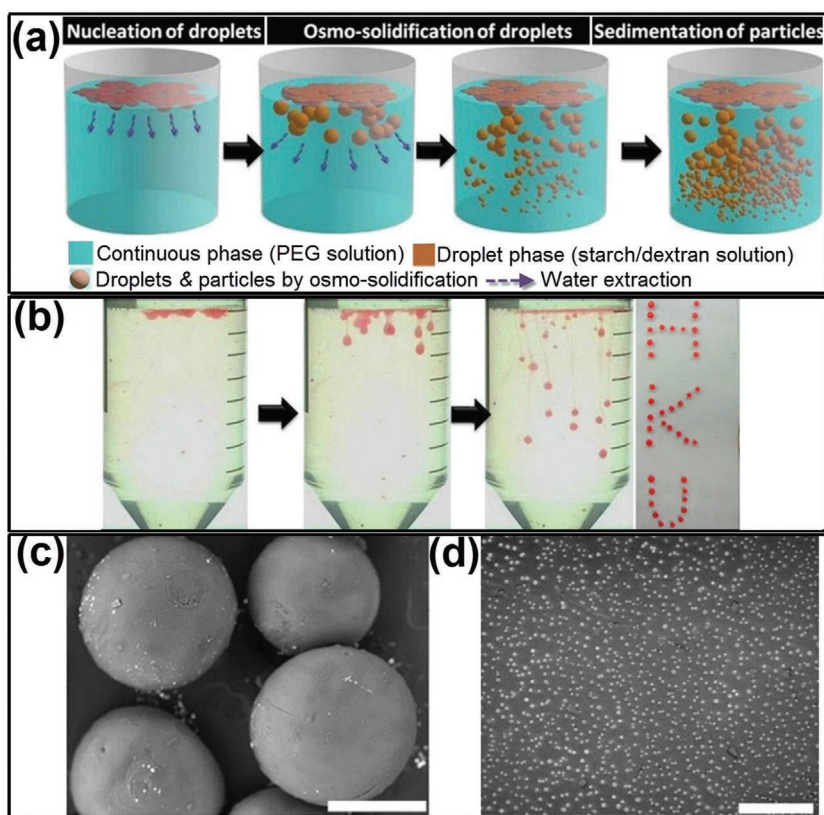 (a)
Nucleation of droplets Osmo-solidification of droplets Sedimentation of particles
Continuous phase (PEG solution) Droplet phase (starch/dextran solution)
Droplets & particles by osmo-solidification Water extraction
(b)
H
K
U
(c)
(d)